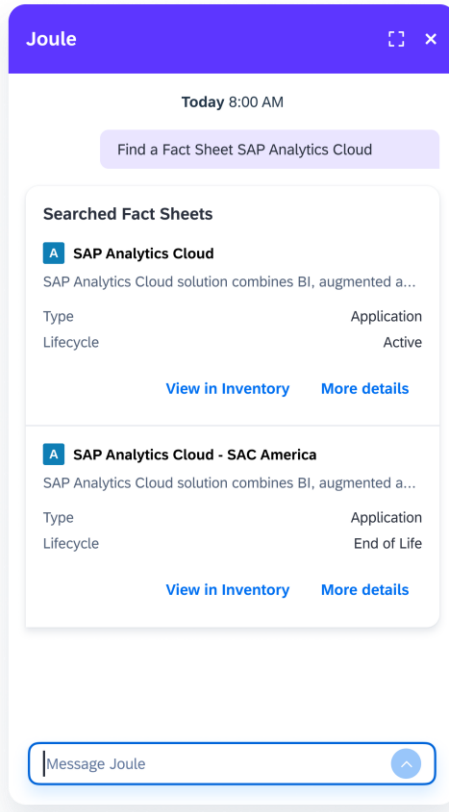 Joule
Today 8:00 AM
Find a Fact Sheet SAP Analytics Cloud
Searched Fact Sheets
A SAP Analytics Cloud
SAP Analytics Cloud solution combines BI, augmented a...
Type Application
Lifecycle Active
View in Inventory More details
A SAP Analytics Cloud - SAC America
SAP Analytics Cloud solution combines BI, augmented a...
Type Application
Lifecycle End of Life
View in Inventory More details
Message Joule